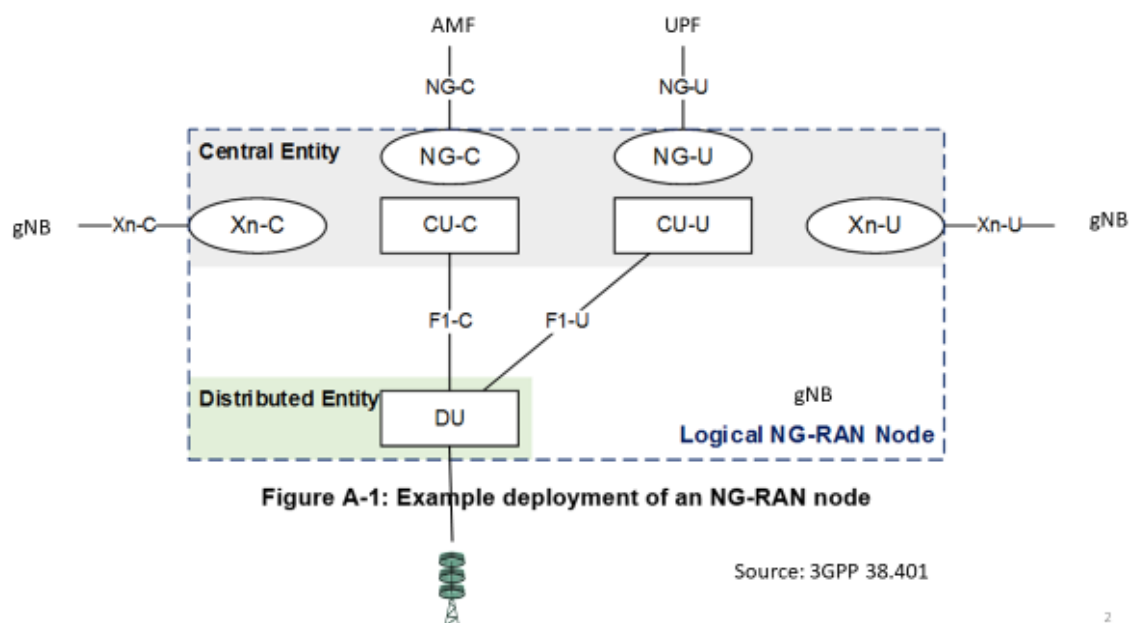 AMF UPF
NG-C NG-U
Central Entity NG-C NG-U
gNB Xn-C Xn-C CU-C CU-U Xn-U Xn-U gNB
F1-C F1-U
Distributed Entity DU gNB
Logical NG-RAN Node
Figure A-1: Example deployment of an NG-RAN node
Source: 3GPP 38.401
2